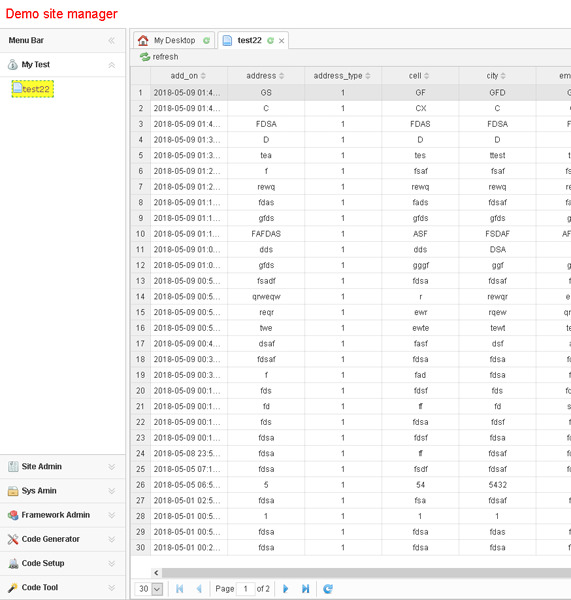 Demo site manager
Menu Bar
My Desktop test22
My Test
refresh
test22
add_on address address_type cell city em
1 2018-05-09 01:4... GS 1 GF GFD G
2 2018-05-09 01:4... C 1 CX C C
3 2018-05-09 01:4... FDSA 1 FDAS FDSA F
4 2018-05-09 01:3... D 1 D D
5 2018-05-09 01:3... tea 1 tes ttest t
6 2018-05-09 01:2... f 1 fsaf fsaf fs
7 2018-05-09 01:2... rewq 1 rewq rewq re
8 2018-05-09 01:1... fdas 1 fads fdsaf fa
9 2018-05-09 01:1... gfds 1 gfds gfds g
10 2018-05-09 01:1... FAFDAS 1 ASF FSDAF AF
11 2018-05-09 01:0... dds 1 dds DSA
12 2018-05-09 01:0... gfds 1 gggf ggf g
13 2018-05-09 00:5... fsadf 1 fdsa fdsaf f
14 2018-05-09 00:5... qrweqw 1 r rewqr e
15 2018-05-09 00:5... reqr 1 ewr rqew qr
16 2018-05-09 00:5... twe 1 ewte tewt t
17 2018-05-09 00:4... dsaf 1 fasf dsf a
18 2018-05-09 00:3... fdsaf 1 fdsa fdsa f
19 2018-05-09 00:3... f 1 fad fdsa f
20 2018-05-09 00:1... fds 1 fdsf fds fd
21 2018-05-09 00:1... fd 1 ff fd s
22 2018-05-09 00:1... fds 1 fdsa fdsf f
23 2018-05-09 00:1... fdsa 1 fdsf fdsa f
24 2018-05-08 23:5... fdsa 1 ff fdsaf f
25 2018-05-05 07:1... fdsa 1 fsdf fdsaf f
26 2018-05-05 06:5... 5 1 54 5432
27 2018-05-01 02:5... fdsa 1 fsa fdsaf f
28 2018-05-01 00:5... 1 1 1 1
29 2018-05-01 00:5... fdsa 1 fdsa fdas f
30 2018-05-01 00:2... fdsa 1 fdsa fdsa f
Site Admin
Sys Amin
Framework Admin
Code Generator
Code Setup
Code Tool
30 Page 1 of 2